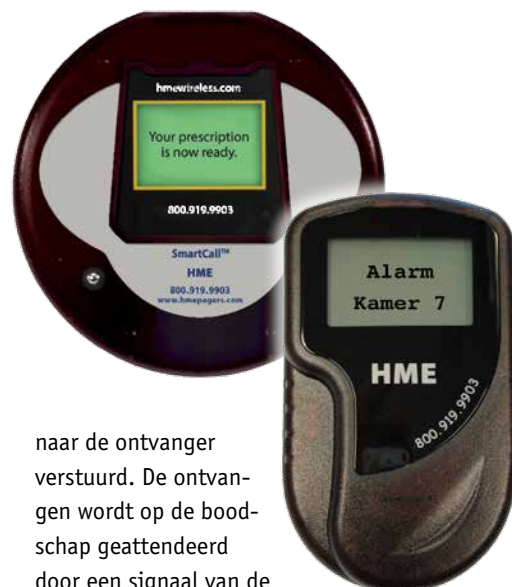 hmewireless.com
Your prescription
is now ready.
800.919.9903
SmartCall™
HME
800.919.9903
www.hmepagers.com
Alarm
Kamer 7
HME
800.919.9903
naar de ontvanger
verstuurd. De ontvan-
gen wordt op de bood-
schap geattendeerd
door een signaal van de